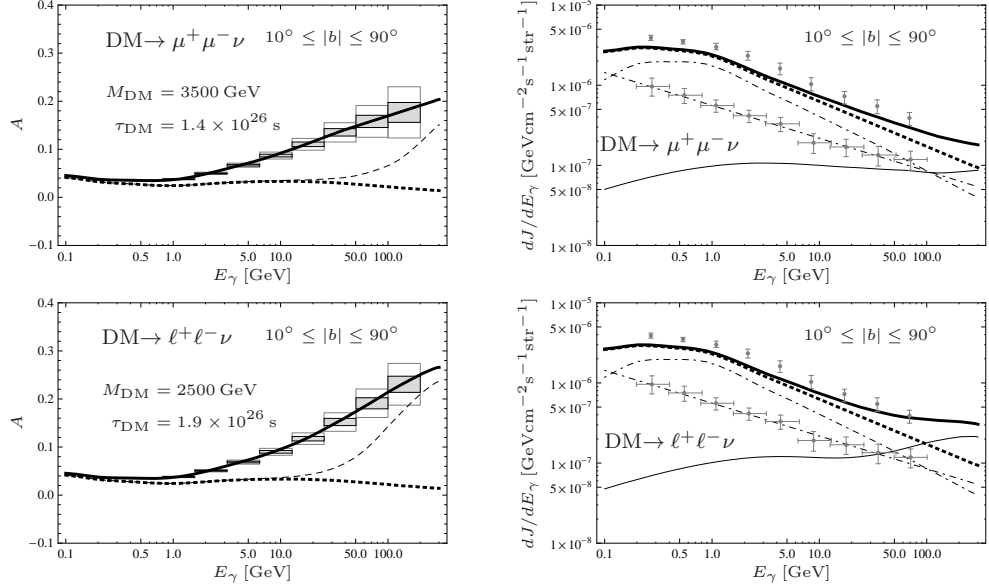 0.4
0.3
0.2
0.1
0.0
−0.1
A
DM→ μ⁺μ⁻ν 10° ≤ |b| ≤ 90°
M_DM = 3500 GeV
τ_DM = 1.4 × 10²⁶ s
0.1 0.5 1.0 5.0 10.0 50.0 100.0
E_γ [GeV]
1×10⁻⁵
5×10⁻⁶
1×10⁻⁶
5×10⁻⁷
1×10⁻⁷
5×10⁻⁸
1×10⁻⁸
dJ/dE_γ [GeVcm⁻²s⁻¹str⁻¹]
10° ≤ |b| ≤ 90°
DM→ μ⁺μ⁻ν
0.1 0.5 1.0 5.0 10.0 50.0 100.0
E_γ [GeV]
0.4
0.3
0.2
0.1
0.0
−0.1
A
DM→ ℓ⁺ℓ⁻ν 10° ≤ |b| ≤ 90°
M_DM = 2500 GeV
τ_DM = 1.9 × 10²⁶ s
0.1 0.5 1.0 5.0 10.0 50.0 100.0
E_γ [GeV]
1×10⁻⁵
5×10⁻⁶
1×10⁻⁶
5×10⁻⁷
1×10⁻⁷
5×10⁻⁸
1×10⁻⁸
dJ/dE_γ [GeVcm⁻²s⁻¹str⁻¹]
10° ≤ |b| ≤ 90°
DM→ ℓ⁺ℓ⁻ν
0.1 0.5 1.0 5.0 10.0 50.0 100.0
E_γ [GeV]